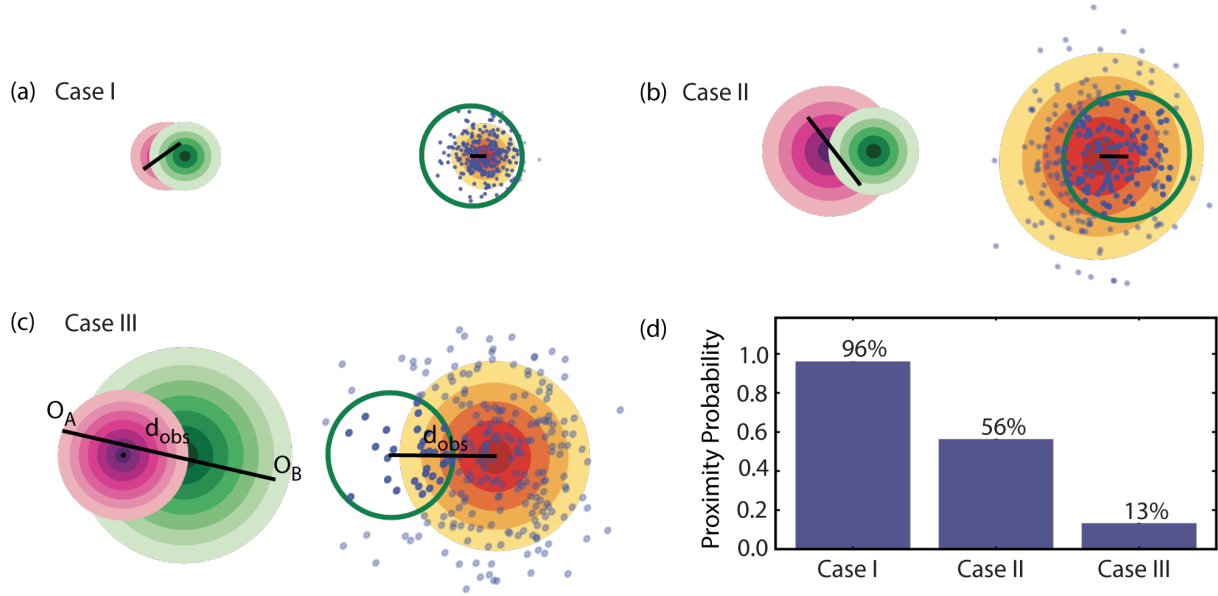 (a) Case I
(b) Case II
(c) Case III
O_A
d_obs
O_B
d_obs
(d)
Proximity Probability
1.0
0.8
0.6
0.4
0.2
0.0
96%
56%
13%
Case I
Case II
Case III